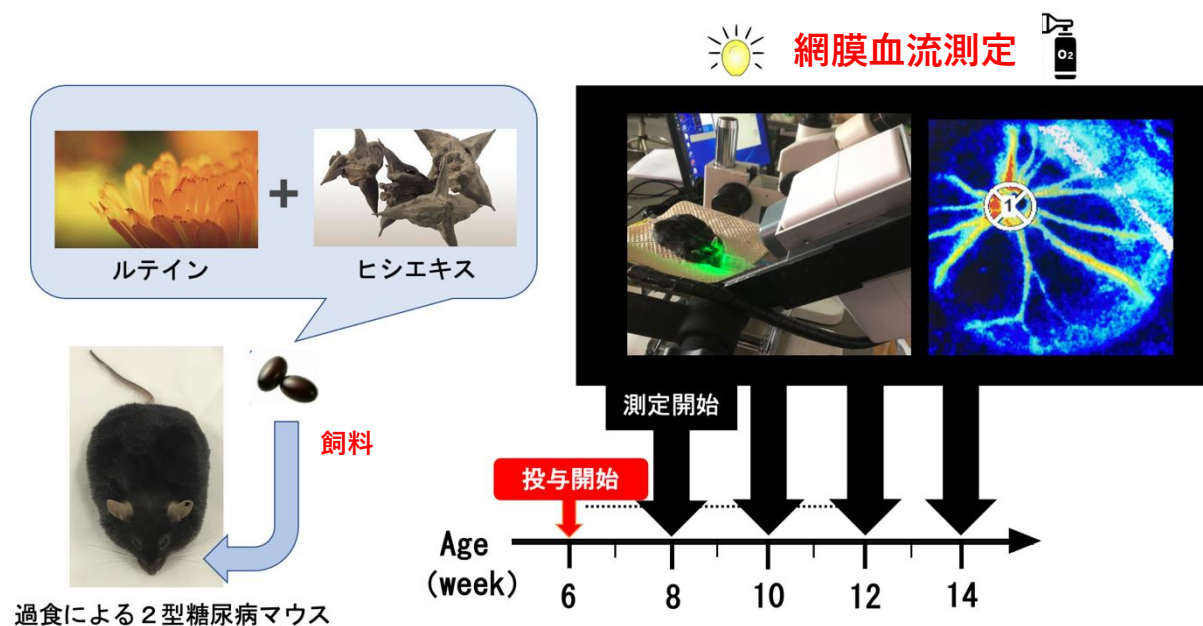 網膜血流測定
O2
ルテイン
+
ヒシエキス
1
飼料
過食による２型糖尿病マウス
測定開始
投与開始
Age
(week)
6 8 10 12 14